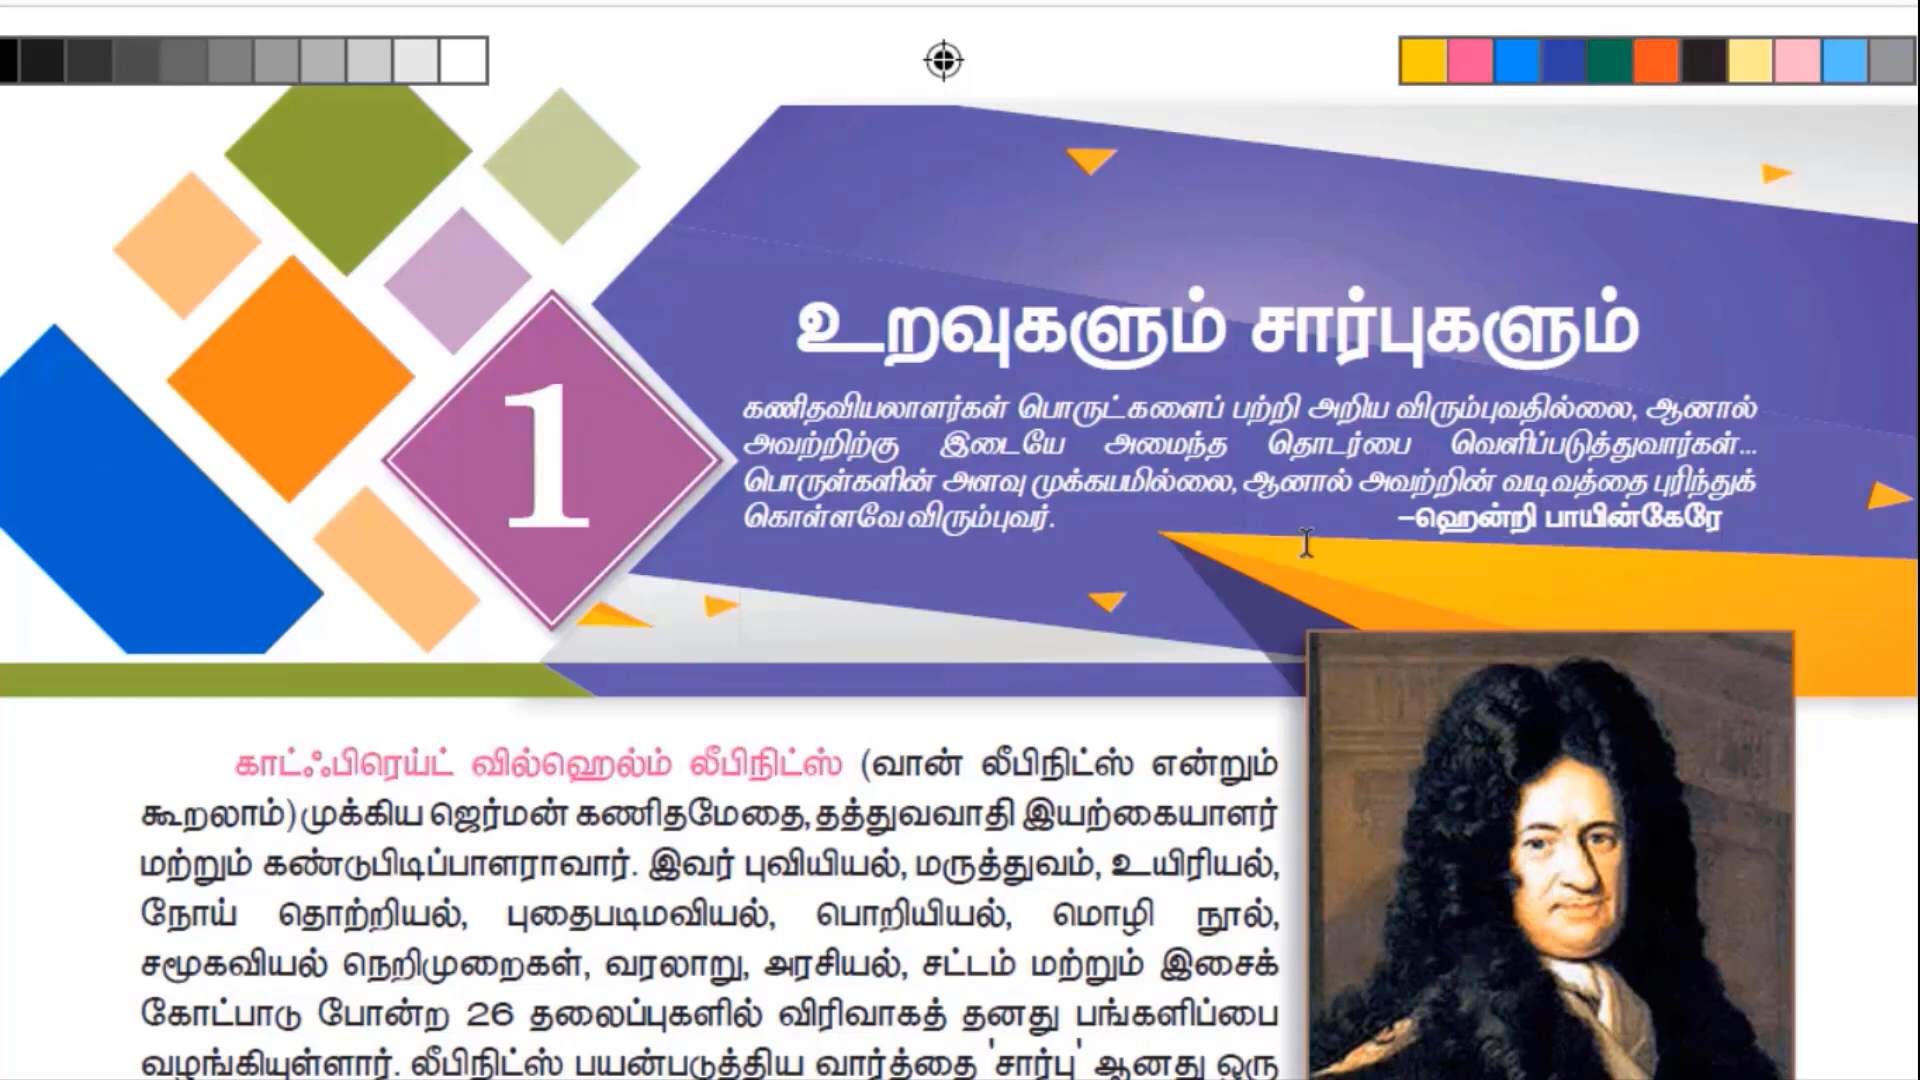 உறவுகளும் சார்புகளும்
1
கணிதவியலாளர்கள் பொருட்களைப் பற்றி அறிய விரும்புவதில்லை, ஆனால்
அவற்றிற்கு இடையே அமைந்த தொடர்பை வெளிப்படுத்துவார்கள்...
பொருள்களின் அளவு முக்கயமில்லை, ஆனால் அவற்றின் வடிவத்தை புரிந்துக்
கொள்ளவே விரும்புவர். –ஹென்றி பாயின்கேரே
காட்ஃபிரெய்ட் வில்ஹெல்ம் லீபிநிட்ஸ் (வான் லீபிநிட்ஸ் என்றும்
கூறலாம்) முக்கிய ஜெர்மன் கணிதமேதை, தத்துவவாதி இயற்கையாளர்
மற்றும் கண்டுபிடிப்பாளராவார். இவர் புவியியல், மருத்துவம், உயிரியல்,
நோய் தொற்றியல், புதைபடிமவியல், பொறியியல், மொழி நூல்,
சமூகவியல் நெறிமுறைகள், வரலாறு, அரசியல், சட்டம் மற்றும் இசைக்
கோட்பாடு போன்ற 26 தலைப்புகளில் விரிவாகத் தனது பங்களிப்பை
வழங்கியுள்ளார். லீபிநிட்ஸ் பயன்படுத்திய வார்த்தை 'சார்பு' ஆனது ஒரு